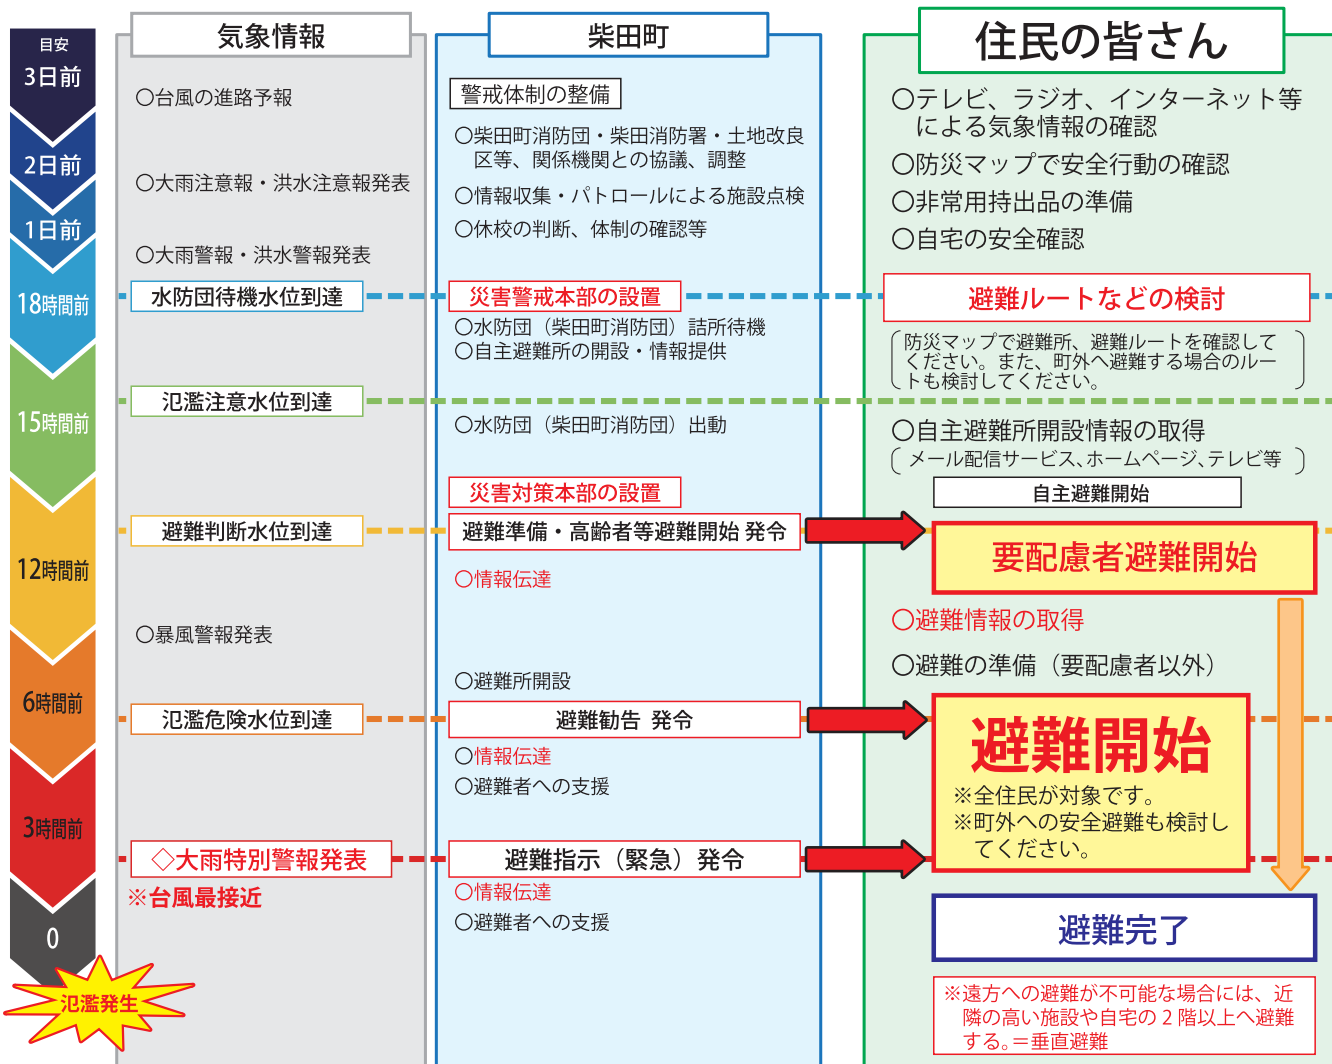 目安
3日前
2日前
1日前
18時間前
15時間前
12時間前
6時間前
3時間前
0
氾濫発生
気象情報
○台風の進路予報
○大雨注意報・洪水注意報発表
○大雨警報・洪水警報発表
水防団待機水位到達
氾濫注意水位到達
避難判断水位到達
○暴風警報発表
氾濫危険水位到達
◇大雨特別警報発表
※台風最接近
柴田町
警戒体制の整備
○柴田町消防団・柴田消防署・土地改良
区等、関係機関との協議、調整
○情報収集・パトロールによる施設点検
○休校の判断、体制の確認等
災害警戒本部の設置
○水防団（柴田町消防団）詰所待機
○自主避難所の開設・情報提供
○水防団（柴田町消防団）出動
災害対策本部の設置
避難準備・高齢者等避難開始 発令
○情報伝達
○避難所開設
避難勧告 発令
○情報伝達
○避難者への支援
避難指示（緊急）発令
○情報伝達
○避難者への支援
住民の皆さん
○テレビ、ラジオ、インターネット等
による気象情報の確認
○防災マップで安全行動の確認
○非常用持出品の準備
○自宅の安全確認
避難ルートなどの検討
防災マップで避難所、避難ルートを確認して
ください。また、町外へ避難する場合のルー
トも検討してください。
○自主避難所開設情報の取得
（メール配信サービス、ホームページ、テレビ等）
自主避難開始
要配慮者避難開始
○避難情報の取得
○避難の準備（要配慮者以外）
避難開始
※全住民が対象です。
※町外への安全避難も検討し
てください。
避難完了
※遠方への避難が不可能な場合には、近
隣の高い施設や自宅の2階以上へ避難
する。＝垂直避難